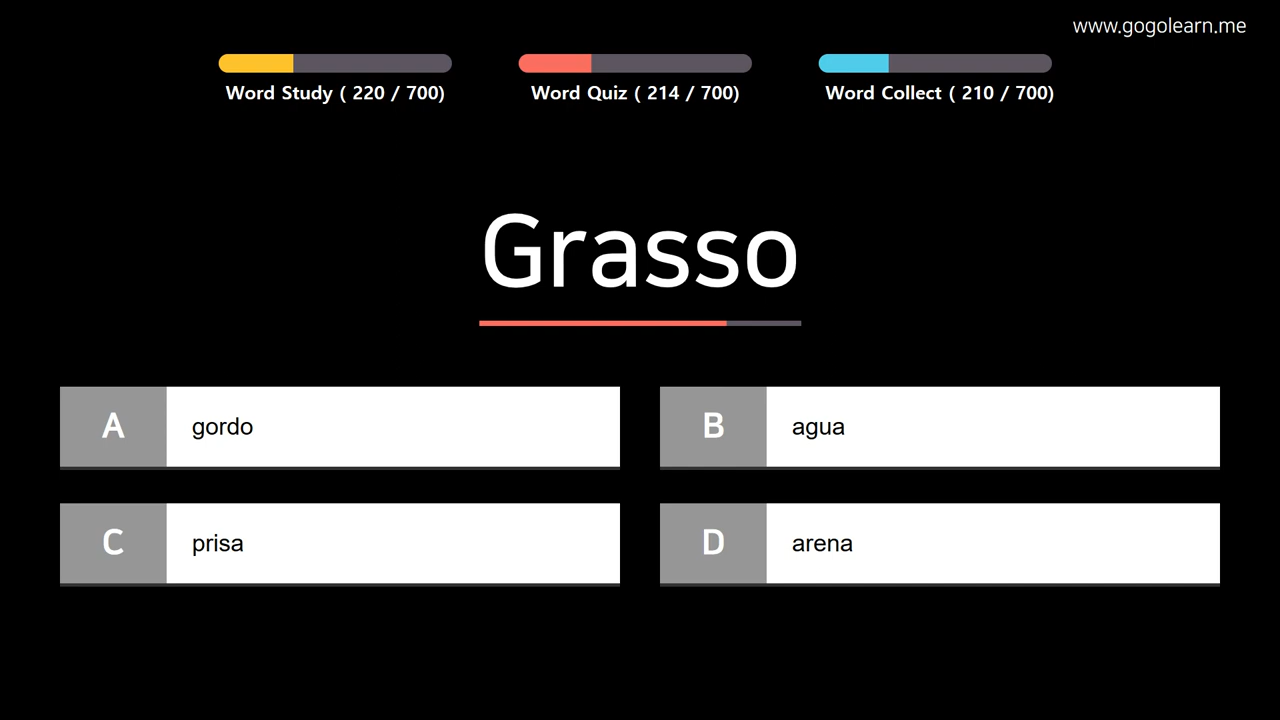 www.gogolearn.me
Word Study ( 220 / 700)
Word Quiz ( 214 / 700)
Word Collect ( 210 / 700)
Grasso
A gordo
B agua
C prisa
D arena